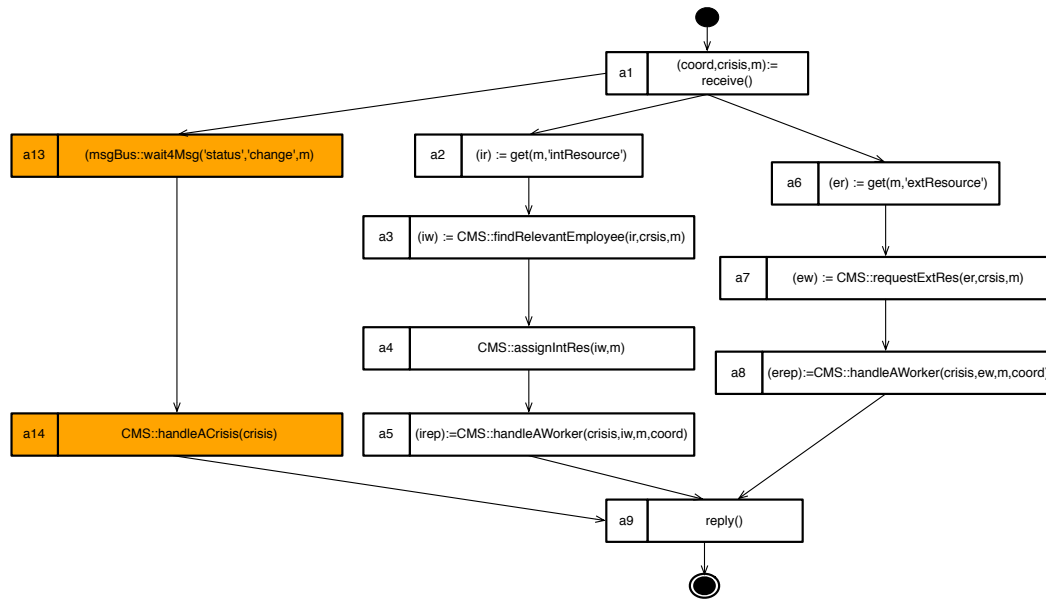 a1
(coord,crisis,m):=
receive()
a13
(msgBus::wait4Msg('status','change',m)
a2
(ir) := get(m,'intResource')
a6
(er) := get(m,'extResource')
a3
(iw) := CMS::findRelevantEmployee(ir,crsis,m)
a7
(ew) := CMS::requestExtRes(er,crsis,m)
a4
CMS::assignIntRes(iw,m)
a8
(erep):=CMS::handleAWorker(crisis,ew,m,coord)
a14
CMS::handleACrisis(crisis)
a5
(irep):=CMS::handleAWorker(crisis,iw,m,coord)
a9
reply()